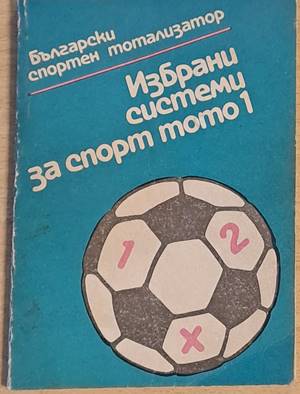 Български
спортен тотализатор
Избрани
системи
за спорт тото 1
1
2
X